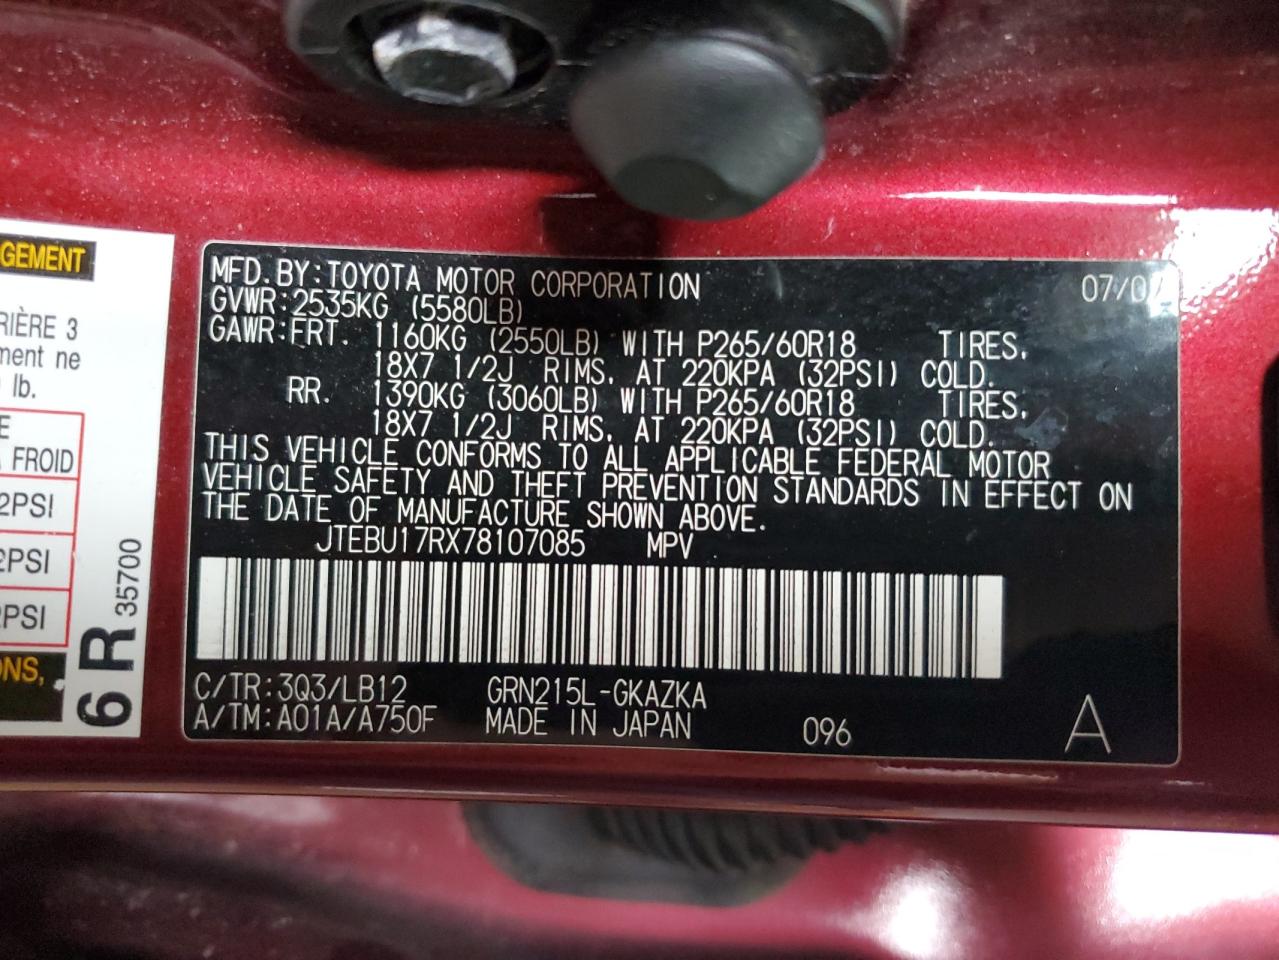 MFD.BY:TOYOTA MOTOR CORPORATION 07/07
GVWR:2535KG (5580LB)
GAWR:FRT. 1160KG (2550LB) WITH P265/60R18 TIRES,
18X7 1/2J RIMS, AT 220KPA (32PSI) COLD.
RR. 1390KG (3060LB) WITH P265/60R18 TIRES,
18X7 1/2J RIMS, AT 220KPA (32PSI) COLD.
THIS VEHICLE CONFORMS TO ALL APPLICABLE FEDERAL MOTOR
VEHICLE SAFETY AND THEFT PREVENTION STANDARDS IN EFFECT ON
THE DATE OF MANUFACTURE SHOWN ABOVE.
JTEBU17RX78107085 MPV
C/TR:3Q3/LB12 GRN215L-GKAZKA
A/TM:A01A/A750F MADE IN JAPAN 096 A
GEMENT
RIÈRE 3
ment ne
lb.
E
FROID
2PSI
2PSI
2PSI
ONS,
6R 35700